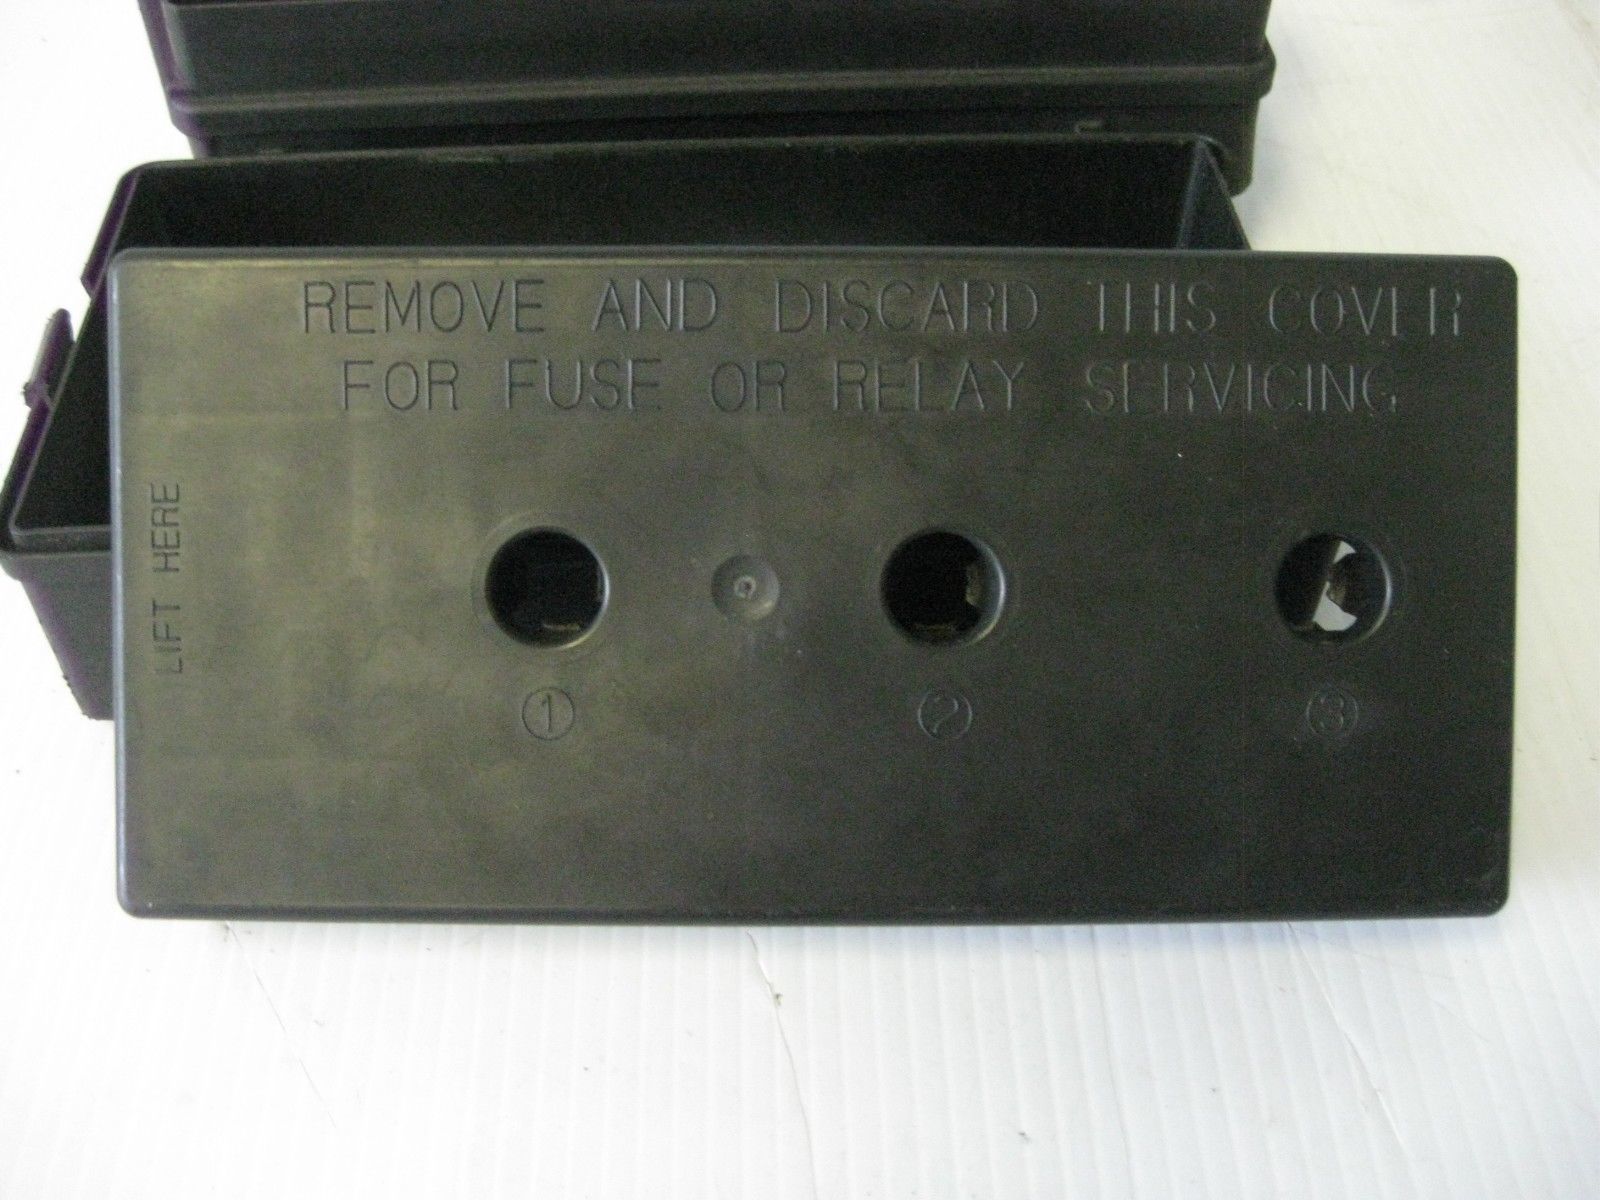 REMOVE AND DISCARD THIS COVER
FOR FUSE OR RELAY SERVICING
LIFT HERE
1
2
3